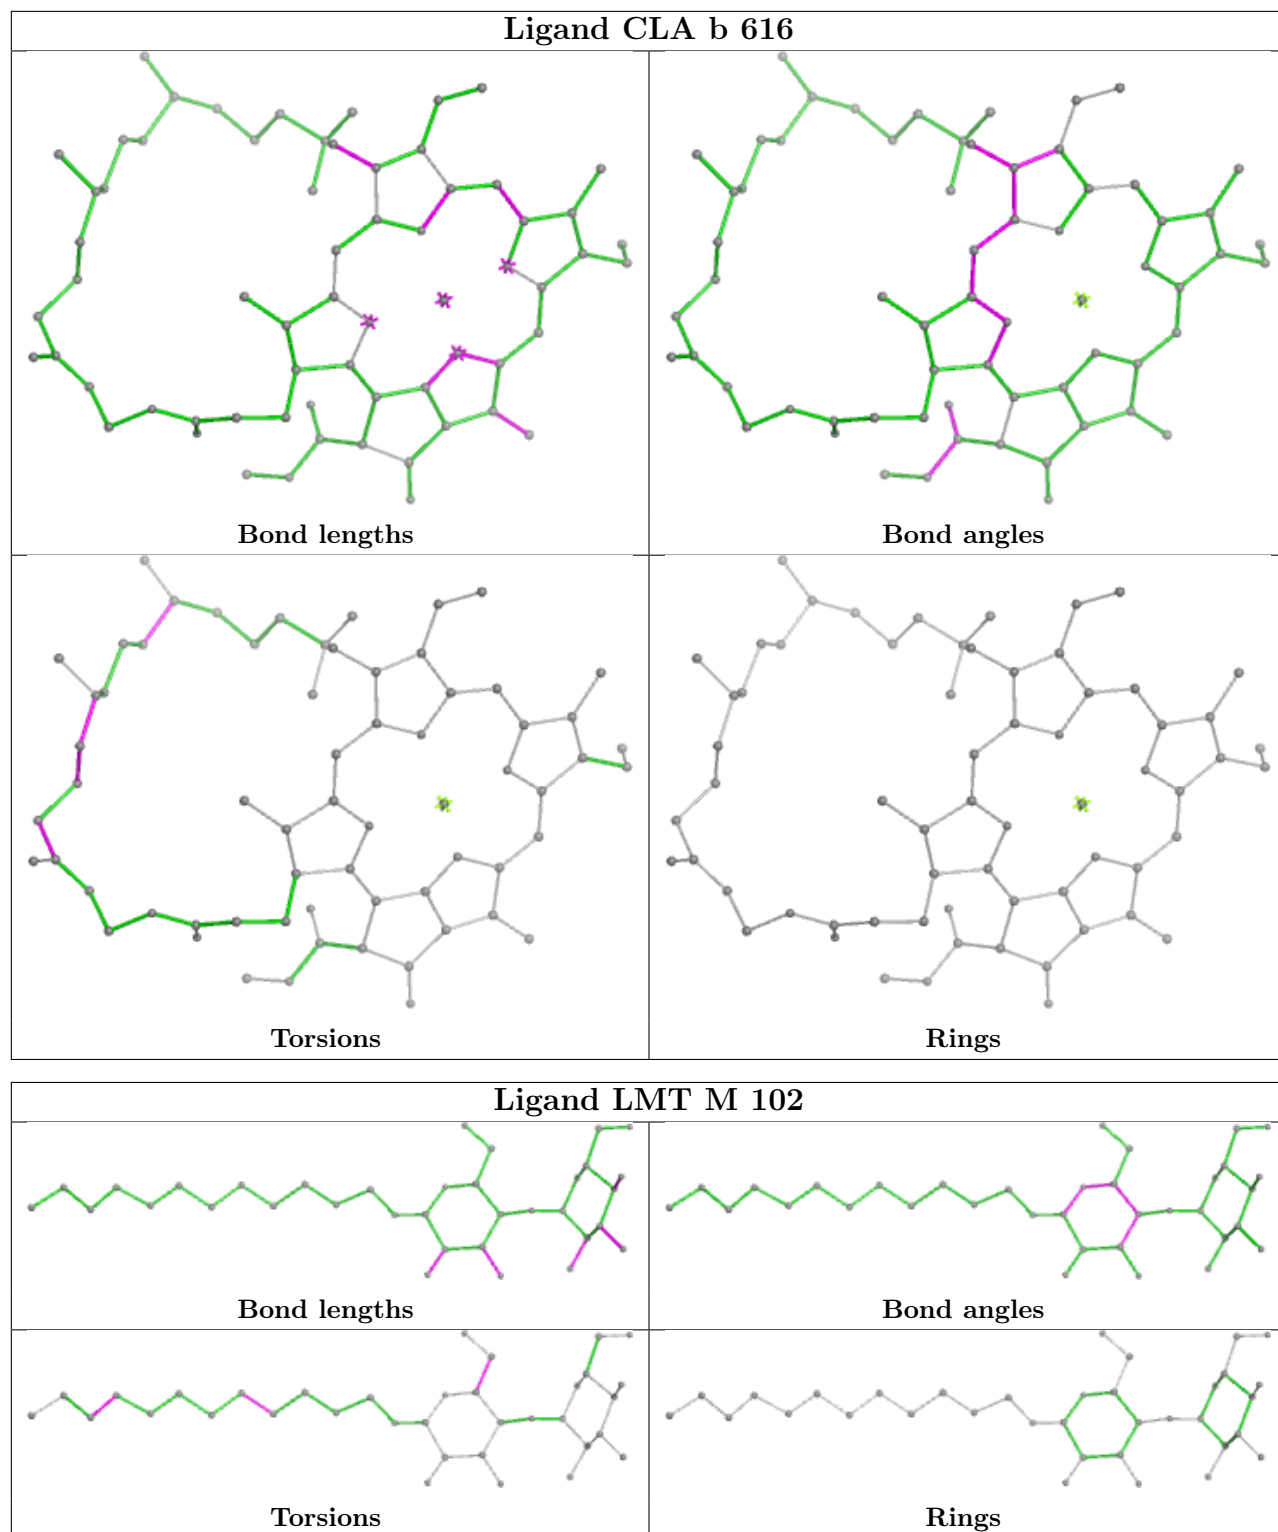 Ligand CLA b 616
Bond lengths
Bond angles
Torsions
Rings
Ligand LMT M 102
Bond lengths
Bond angles
Torsions
Rings